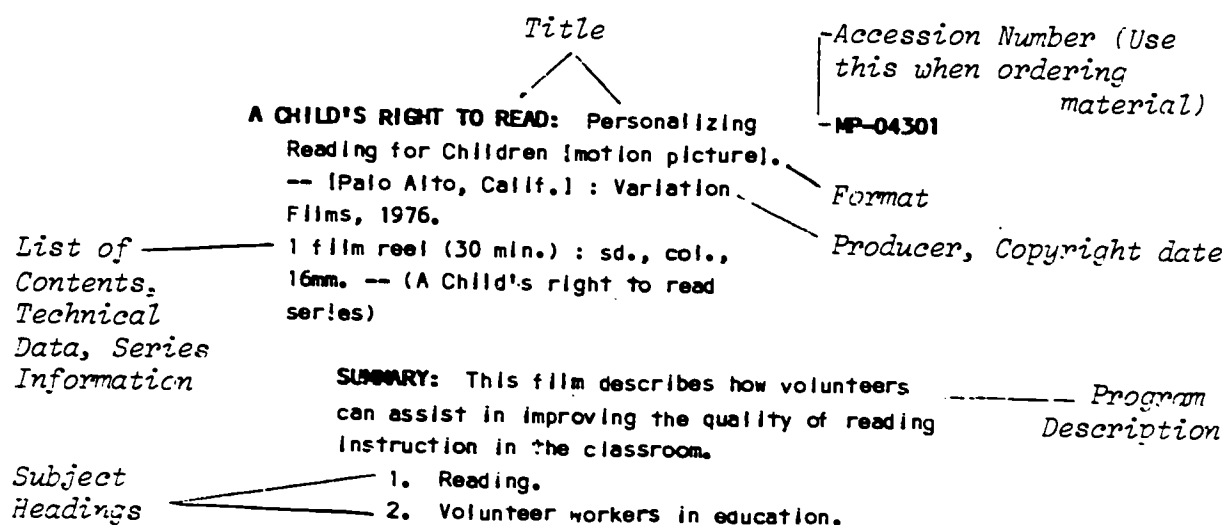 Title
Accession Number (Use
this when ordering
material)
A CHILD'S RIGHT TO READ: Personalizing
MP-04301
Reading for Children [motion picture].
Format
-- [Palo Alto, Calif.] : Variation
Films, 1976.
Producer, Copyright date
List of
Contents,
Technical
Data, Series
Information
1 film reel (30 min.) : sd., col.,
16mm. -- (A Child's right to read
series)
SUMMARY: This film describes how volunteers
can assist in improving the quality of reading
instruction in the classroom.
Program
Description
Subject
Headings
1. Reading.
2. Volunteer workers in education.